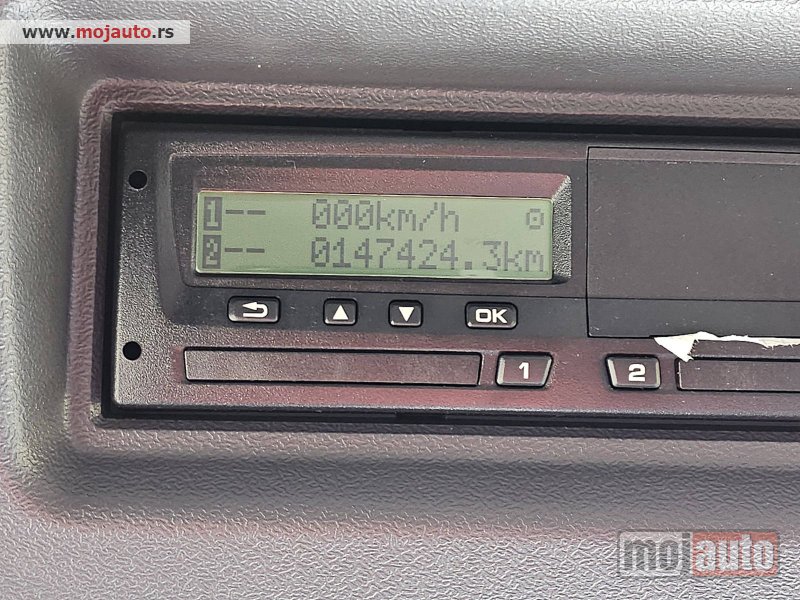 www.mojauto.rs
1-- 000km/h
2-- 0147424.3km
OK
1
2
mojauto